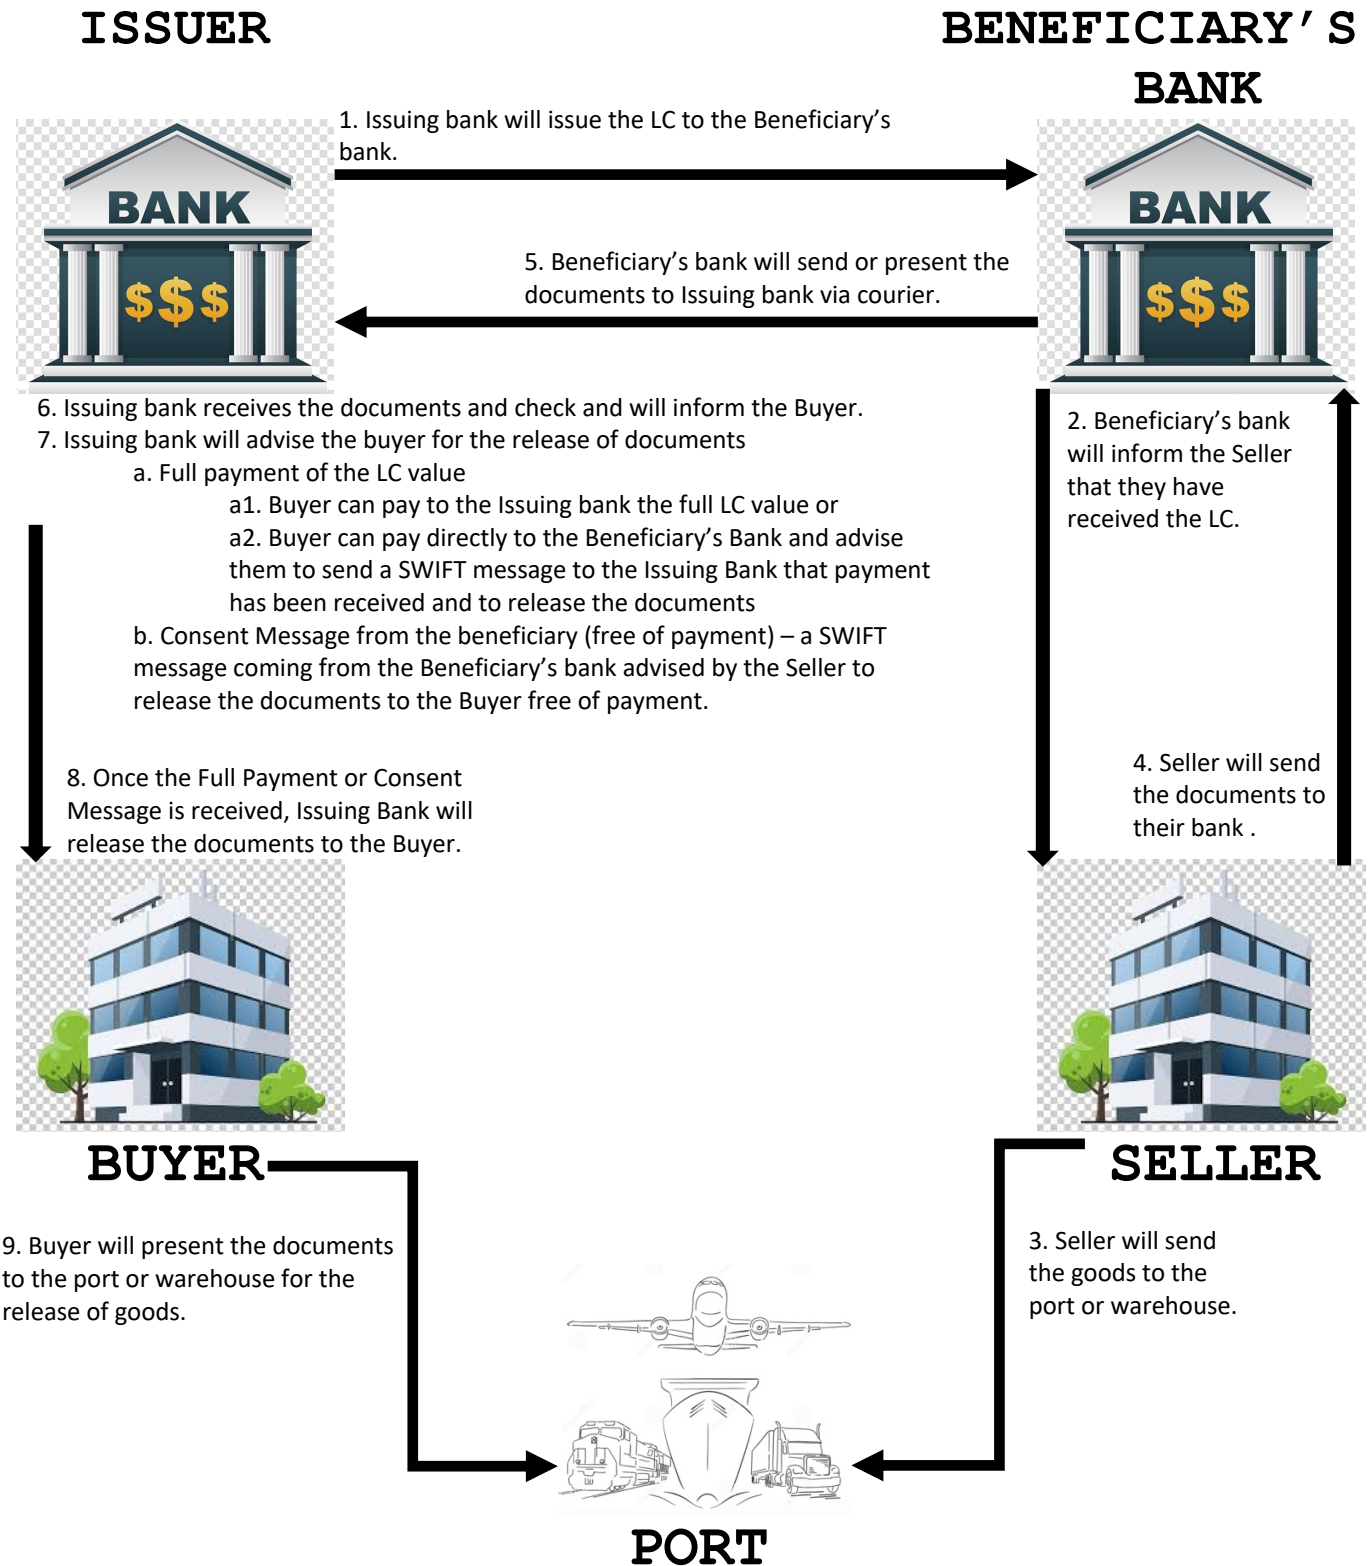 ISSUER
BENEFICIARY'S
BANK
1. Issuing bank will issue the LC to the Beneficiary's
bank.
BANK
$$$
BANK
$$$
5. Beneficiary's bank will send or present the
documents to Issuing bank via courier.
6. Issuing bank receives the documents and check and will inform the Buyer.
7. Issuing bank will advise the buyer for the release of documents
a. Full payment of the LC value
a1. Buyer can pay to the Issuing bank the full LC value or
a2. Buyer can pay directly to the Beneficiary's Bank and advise
them to send a SWIFT message to the Issuing Bank that payment
has been received and to release the documents
b. Consent Message from the beneficiary (free of payment) – a SWIFT
message coming from the Beneficiary's bank advised by the Seller to
release the documents to the Buyer free of payment.
2. Beneficiary's bank
will inform the Seller
that they have
received the LC.
8. Once the Full Payment or Consent
Message is received, Issuing Bank will
release the documents to the Buyer.
4. Seller will send
the documents to
their bank .
BUYER
SELLER
9. Buyer will present the documents
to the port or warehouse for the
release of goods.
3. Seller will send
the goods to the
port or warehouse.
PORT